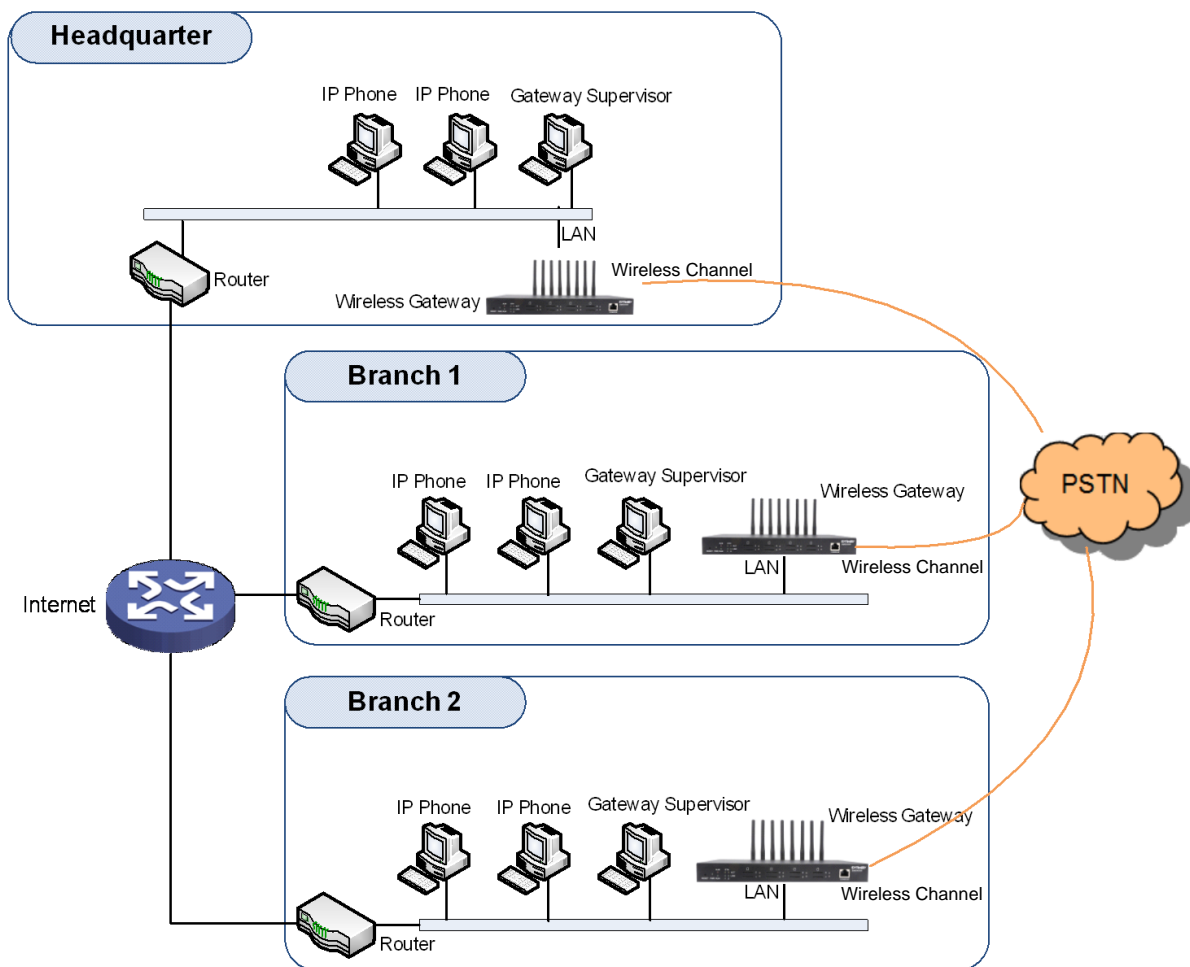 Headquarter
IP Phone
IP Phone
Gateway Supervisor
LAN
Router
Wireless Channel
Wireless Gateway
Branch 1
IP Phone
IP Phone
Gateway Supervisor
Wireless Gateway
PSTN
LAN
Wireless Channel
Internet
Router
Branch 2
IP Phone
IP Phone
Gateway Supervisor
Wireless Gateway
LAN
Wireless Channel
Router